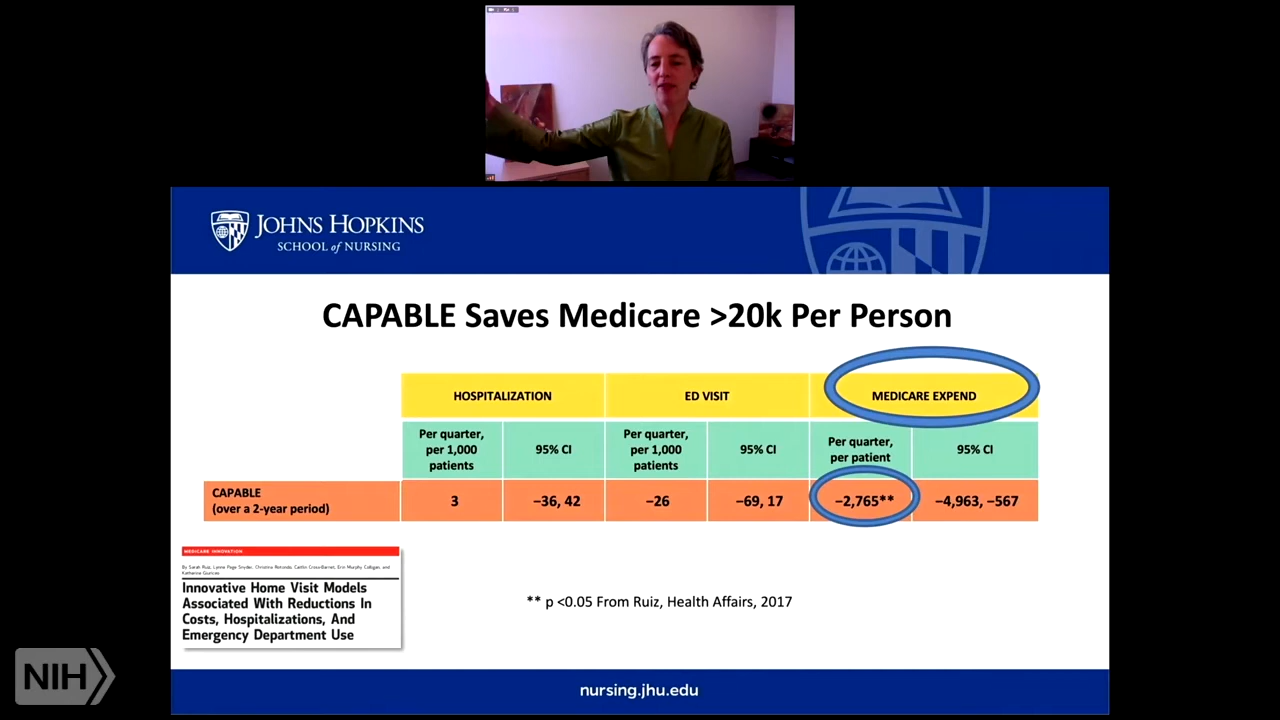 JOHNS HOPKINS
SCHOOL of NURSING
CAPABLE Saves Medicare >20k Per Person
HOSPITALIZATION
ED VISIT
MEDICARE EXPEND
Per quarter,
per 1,000
patients
95% CI
Per quarter,
per 1,000
patients
95% CI
Per quarter,
per patient
95% CI
CAPABLE
(over a 2-year period)
3
−36, 42
−26
−69, 17
−2,765**
−4,963, −567
MEDICARE INNOVATION
By Sarah Ruiz, Lynne Page Snyder, Christina Rotondo, Caitlin Cross-Barnet, Erin Murphy Colligan, and
Katherine Giuriceo
Innovative Home Visit Models
Associated With Reductions In
Costs, Hospitalizations, And
Emergency Department Use
** p <0.05 From Ruiz, Health Affairs, 2017
NIH
nursing.jhu.edu